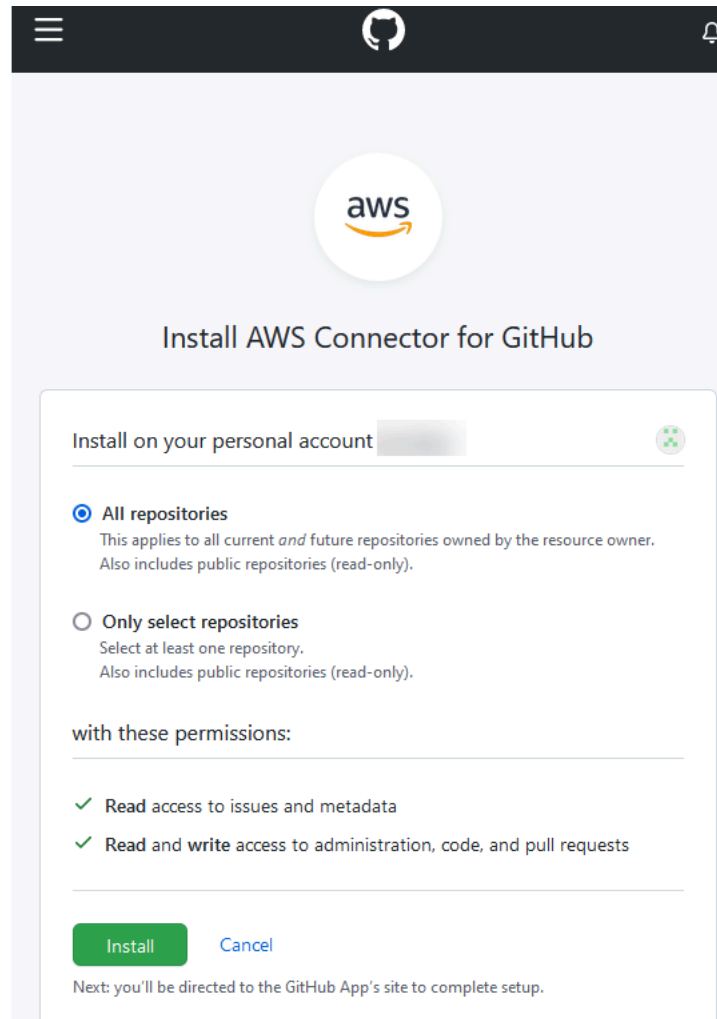 aws
Install AWS Connector for GitHub
Install on your personal account
All repositories
This applies to all current and future repositories owned by the resource owner.
Also includes public repositories (read-only).
Only select repositories
Select at least one repository.
Also includes public repositories (read-only).
with these permissions:
Read access to issues and metadata
Read and write access to administration, code, and pull requests
Install Cancel
Next: you'll be directed to the GitHub App's site to complete setup.